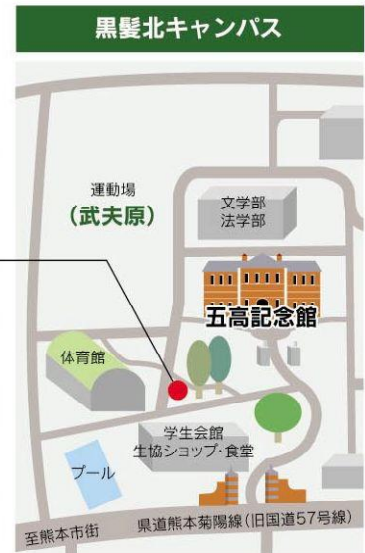 黒髪北キャンパス
運動場
(武夫原)
文学部
法学部
五高記念館
体育館
学生会館
生協ショップ・食堂
プール
至熊本市街
県道熊本菊陽線(旧国道57号線)